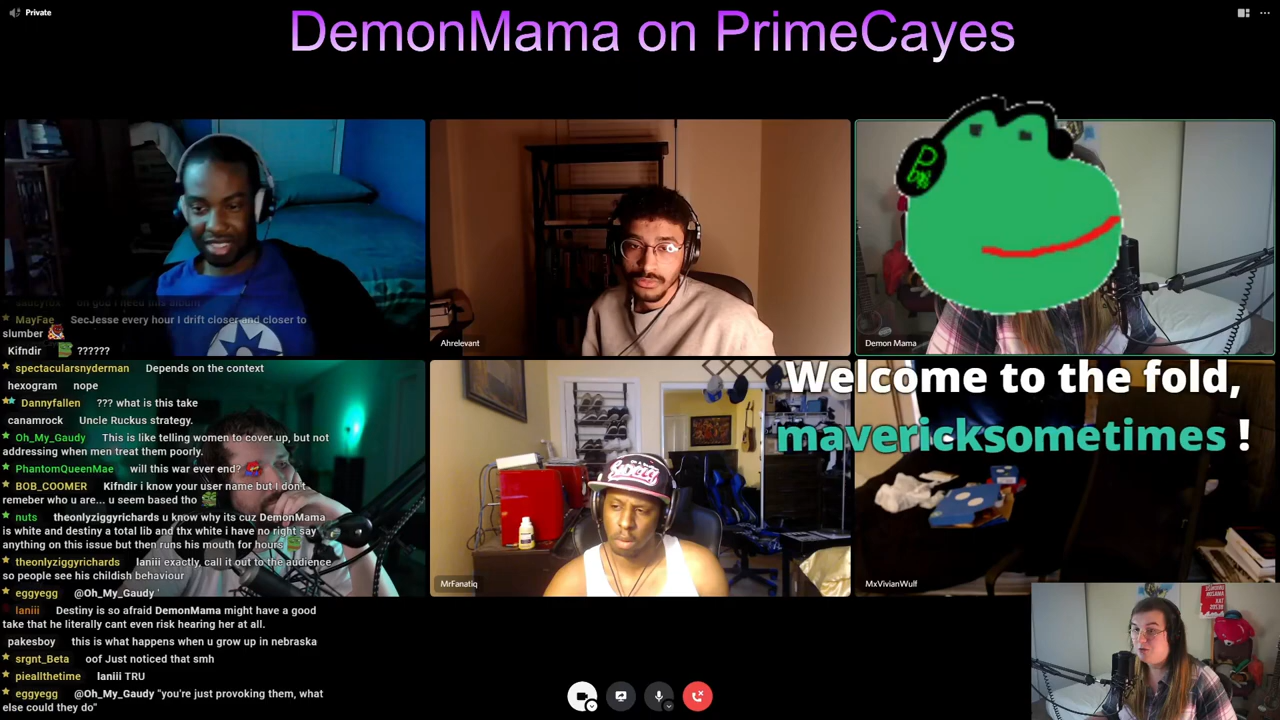 Private
DemonMama on PrimeCayes
Ahrelevant
Demon Mama
MayFae SecJesse every hour I drift closer and closer to
slumber
Kifndir ??????
spectacularsnyderman Depends on the context
hexogram nope
Dannyfallen ??? what is this take
canamrock Uncle Ruckus strategy.
Oh_My_Gaudy This is like telling women to cover up, but not
addressing when men treat them poorly.
PhantomQueenMae will this war ever end?
BOB_COOMER Kifndir i know your user name but I don't
remeber who u are... u seem based tho
nuts theonlyziggyrichards u know why its cuz DemonMama
is white and destiny a total lib and thx white i have no right say
anything on this issue but then runs his mouth for hours
theonlyziggyrichards laniii exactly, call it out to the audience
so people see his childish behaviour
eggyegg @Oh_My_Gaudy '
laniii Destiny is so afraid DemonMama might have a good
take that he literally cant even risk hearing her at all.
pakesboy this is what happens when u grow up in nebraska
srgnt_Beta oof Just noticed that smh
pieallthetime laniii TRU
eggyegg @Oh_My_Gaudy "you're just provoking them, what
else could they do"
Welcome to the fold,
mavericksometimes !
MrFanatiq
MxVivianWulf